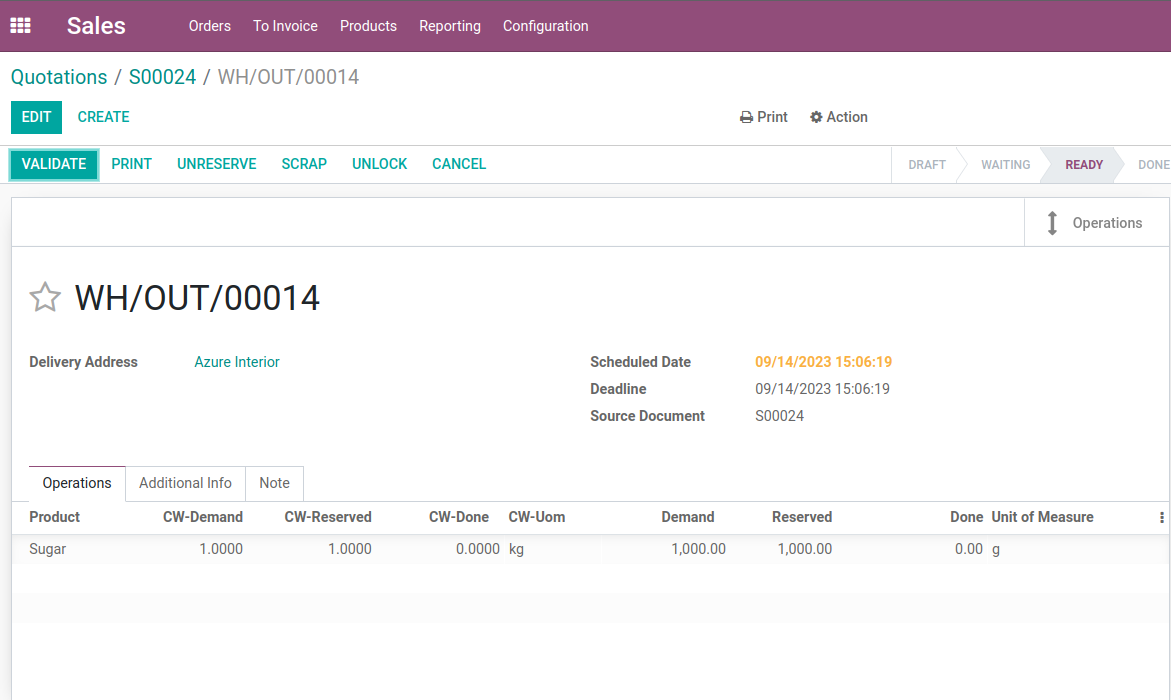 Sales Orders To Invoice Products Reporting Configuration
Quotations / S00024 / WH/OUT/00014
EDIT CREATE Print Action
VALIDATE PRINT UNRESERVE SCRAP UNLOCK CANCEL DRAFT WAITING READY DONE
Operations
WH/OUT/00014
Delivery Address Azure Interior Scheduled Date 09/14/2023 15:06:19
Deadline 09/14/2023 15:06:19
Source Document S00024
Operations Additional Info Note
Product CW-Demand CW-Reserved CW-Done CW-Uom Demand Reserved Done Unit of Measure
Sugar 1.0000 1.0000 0.0000 kg 1,000.00 1,000.00 0.00 g